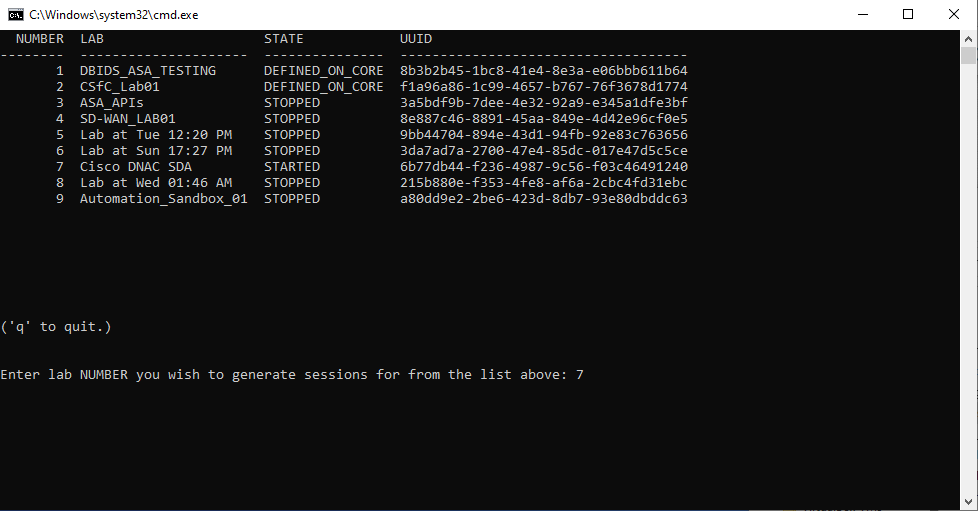 C:\Windows\system32\cmd.exe
NUMBER  LAB                    STATE            UUID
--------  ---------------------  ---------------  ------------------------------------
       1  DBIDS_ASA_TESTING      DEFINED_ON_CORE  8b3b2b45-1bc8-41e4-8e3a-e06bbb611b64
       2  CSfC_Lab01             DEFINED_ON_CORE  f1a96a86-1c99-4657-b767-76f3678d1774
       3  ASA_APIs               STOPPED          3a5bdf9b-7dee-4e32-92a9-e345a1dfe3bf
       4  SD-WAN_LAB01           STOPPED          8e887c46-8891-45aa-849e-4d42e96cf0e5
       5  Lab at Tue 12:20 PM    STOPPED          9bb44704-894e-43d1-94fb-92e83c763656
       6  Lab at Sun 17:27 PM    STOPPED          3da7ad7a-2700-47e4-85dc-017e47d5c5ce
       7  Cisco DNAC SDA         STARTED          6b77db44-f236-4987-9c56-f03c46491240
       8  Lab at Wed 01:46 AM    STOPPED          215b880e-f353-4fe8-af6a-2cbc4fd31ebc
       9  Automation_Sandbox_01  STOPPED          a80dd9e2-2be6-423d-8db7-93e80dbddc63
('q' to quit.)
Enter lab NUMBER you wish to generate sessions for from the list above: 7